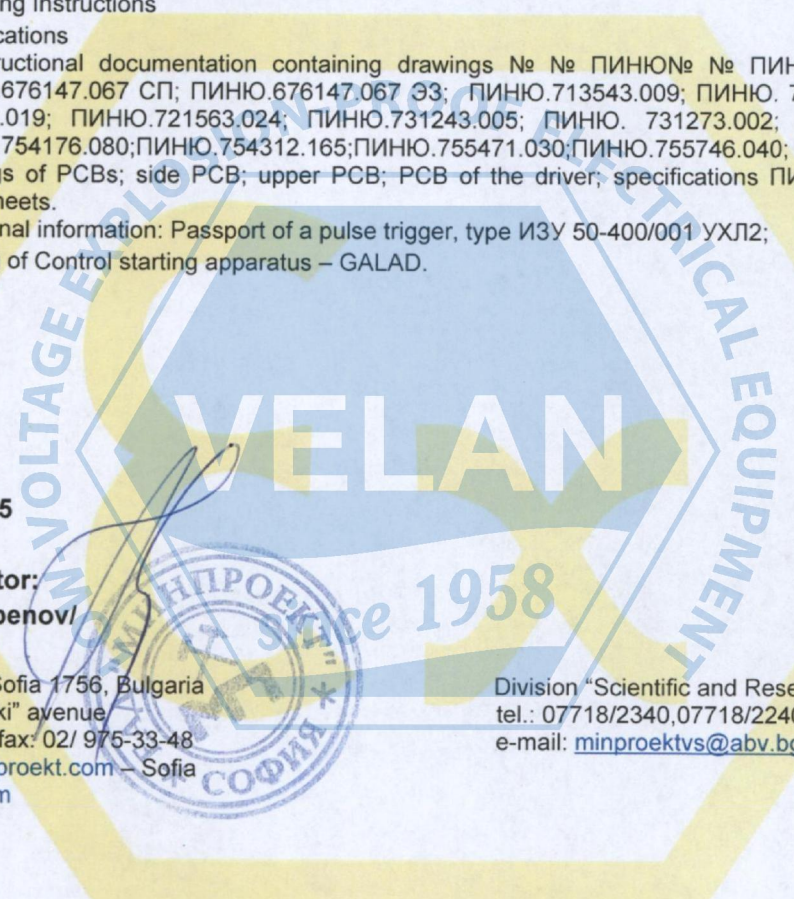 ng Instructions
cations
uctional documentation containing drawings № № ПИНЮ№ № ПИН
676147.067 СП; ПИНЮ.676147.067 ЭЗ; ПИНЮ.713543.009; ПИНЮ. 7
.019; ПИНЮ.721563.024; ПИНЮ.731243.005; ПИНЮ. 731273.002;
754176.080;ПИНЮ.754312.165;ПИНЮ.755471.030;ПИНЮ.755746.040;
gs of PCBs; side PCB; upper PCB; PCB of the driver; specifications ПИ
heets.
nal information: Passport of a pulse trigger, type ИЗУ 50-400/001 УХЛ2;
of Control starting apparatus – GALAD.
LOW-VOLTAGE EXPLOSION-PROOF ELECTRICAL EQUIPMENT
VELAN
since 1958
5
tor:
penov/
"МИНПРОЕКТ"
СОФИЯ
Sofia 1756, Bulgaria
ki" avenue
fax: 02/ 975-33-48
proekt.com – Sofia
m
Division "Scientific and Rese
tel.: 07718/2340,07718/2240
e-mail: minproektvs@abv.bg